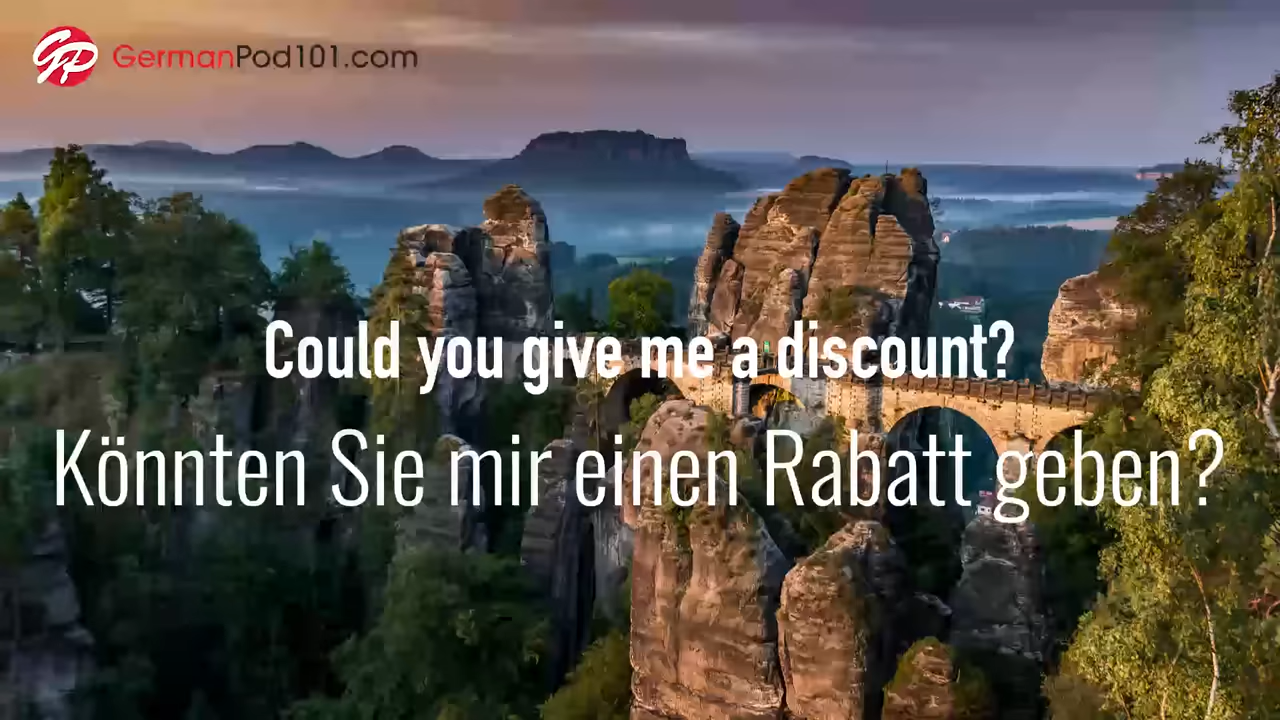 GermanPod101.com
Could you give me a discount?
Könnten Sie mir einen Rabatt geben?